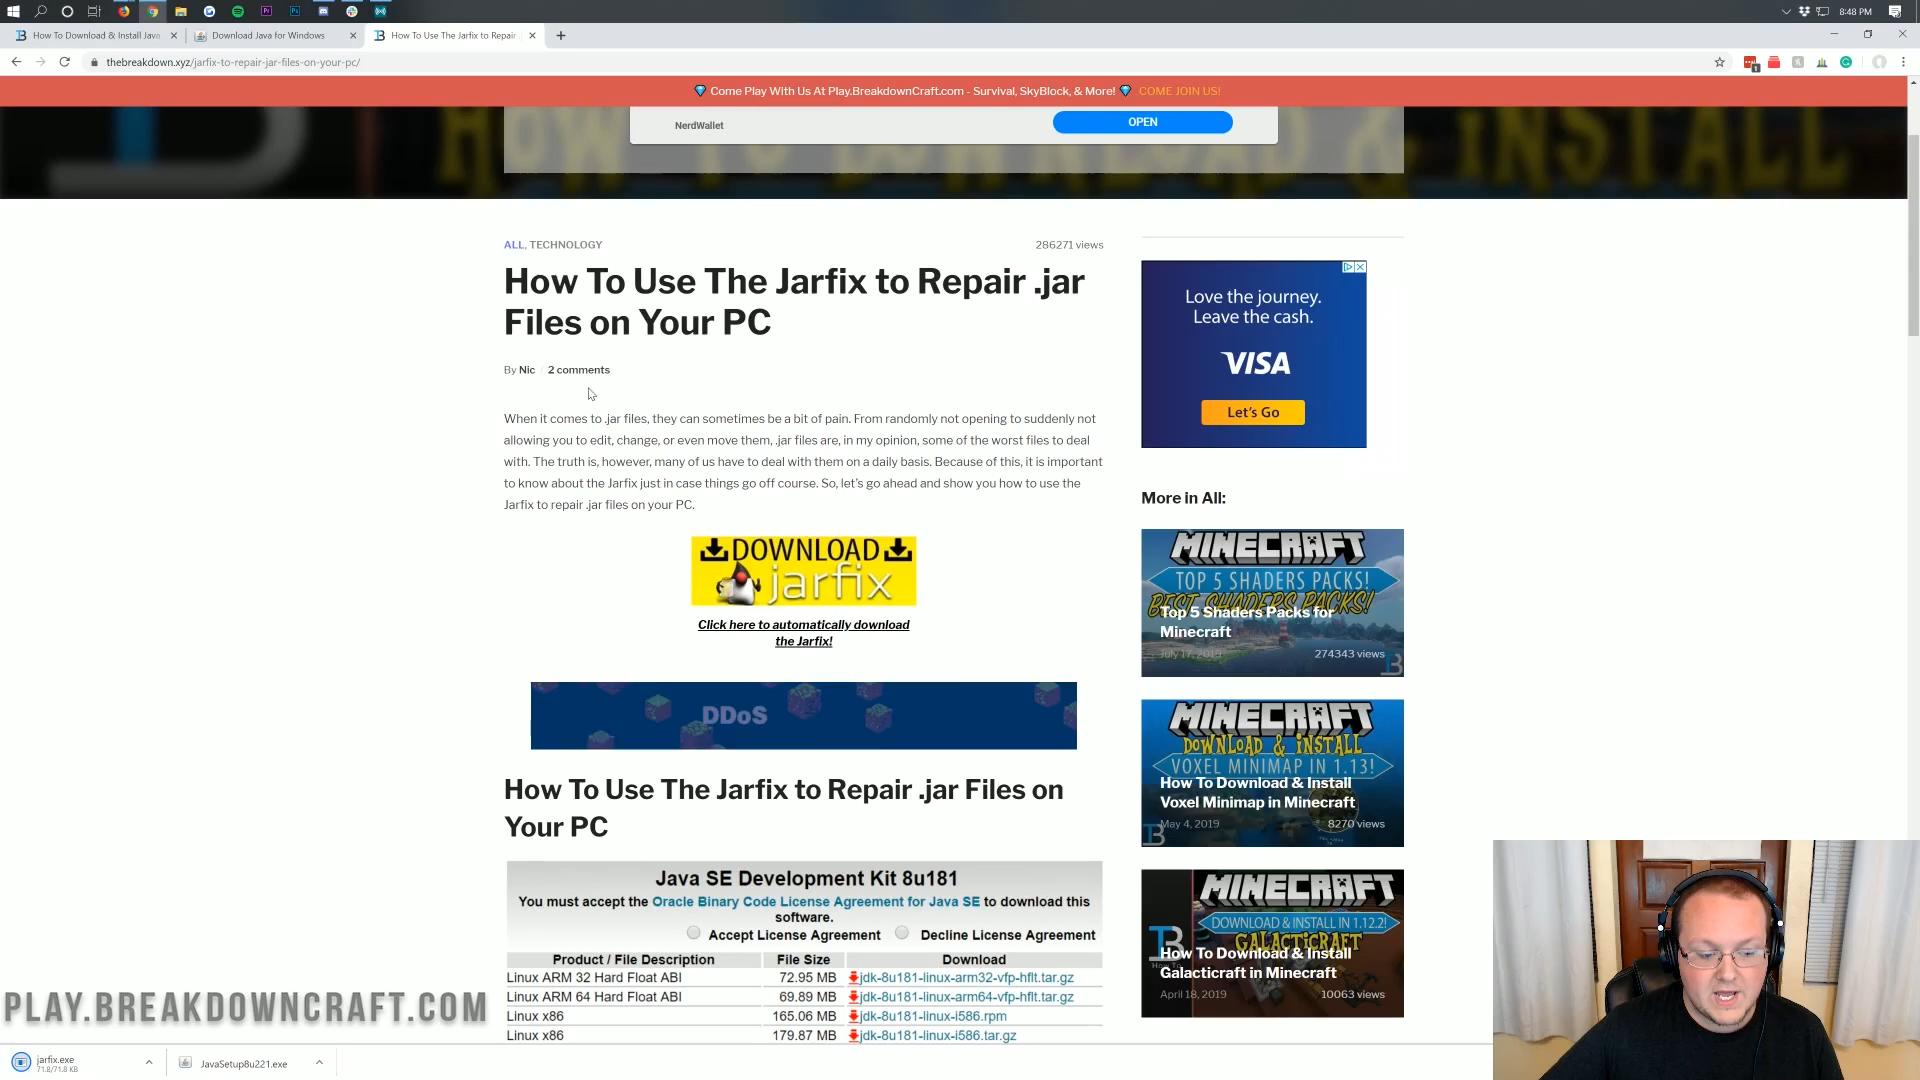 8:48 PM
How To Download & Install Java
Download Java for Windows
How To Use The Jarfix to Repair
thebreakdown.xyz/jarfix-to-repair-jar-files-on-your-pc/
Come Play With Us At Play.BreakdownCraft.com - Survival, SkyBlock, & More!
COME JOIN US!
NerdWallet
OPEN
HOW TO DOWNLOAD & INSTALL
ALL, TECHNOLOGY
286271 views
How To Use The Jarfix to Repair .jar
Files on Your PC
By Nic / 2 comments
When it comes to .jar files, they can sometimes be a bit of pain. From randomly not opening to suddenly not
allowing you to edit, change, or even move them, .jar files are, in my opinion, some of the worst files to deal
with. The truth is, however, many of us have to deal with them on a daily basis. Because of this, it is important
to know about the Jarfix just in case things go off course. So, let's go ahead and show you how to use the
Jarfix to repair .jar files on your PC.
DOWNLOAD
jarfix
Click here to automatically download
the Jarfix!
DDoS
How To Use The Jarfix to Repair .jar Files on
Your PC
Java SE Development Kit 8u181
You must accept the Oracle Binary Code License Agreement for Java SE to download this
software.
Accept License Agreement Decline License Agreement
Product / File Description File Size Download
Linux ARM 32 Hard Float ABI 72.95 MB jdk-8u181-linux-arm32-vfp-hflt.tar.gz
Linux ARM 64 Hard Float ABI 69.89 MB jdk-8u181-linux-arm64-vfp-hflt.tar.gz
Linux x86 165.06 MB jdk-8u181-linux-i586.rpm
Linux x86 179.87 MB jdk-8u181-linux-i586.tar.gz
Love the journey.
Leave the cash.
VISA
Let's Go
More in All:
MINECRAFT
TOP 5 SHADERS PACKS!
BEST SHADERS PACKS!
Top 5 Shaders Packs for
Minecraft
July 17, 2019
274343 views
MINECRAFT
DOWNLOAD & INSTALL
VOXEL MINIMAP IN 1.13!
How To Download & Install
Voxel Minimap in Minecraft
May 4, 2019
8270 views
MINECRAFT
DOWNLOAD & INSTALL IN 1.12.2!
GALACTICRAFT
How To Download & Install
Galacticraft in Minecraft
April 18, 2019
10063 views
PLAY.BREAKDOWNCRAFT.COM
jarfix.exe
71.8/71.8 KB
JavaSetup8u221.exe